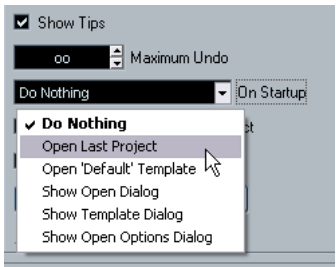 Show Tips
oo Maximum Undo
Do Nothing On Startup
ct
Do Nothing
Open Last Project
Open 'Default' Template
Show Open Dialog
Show Template Dialog
Show Open Options Dialog